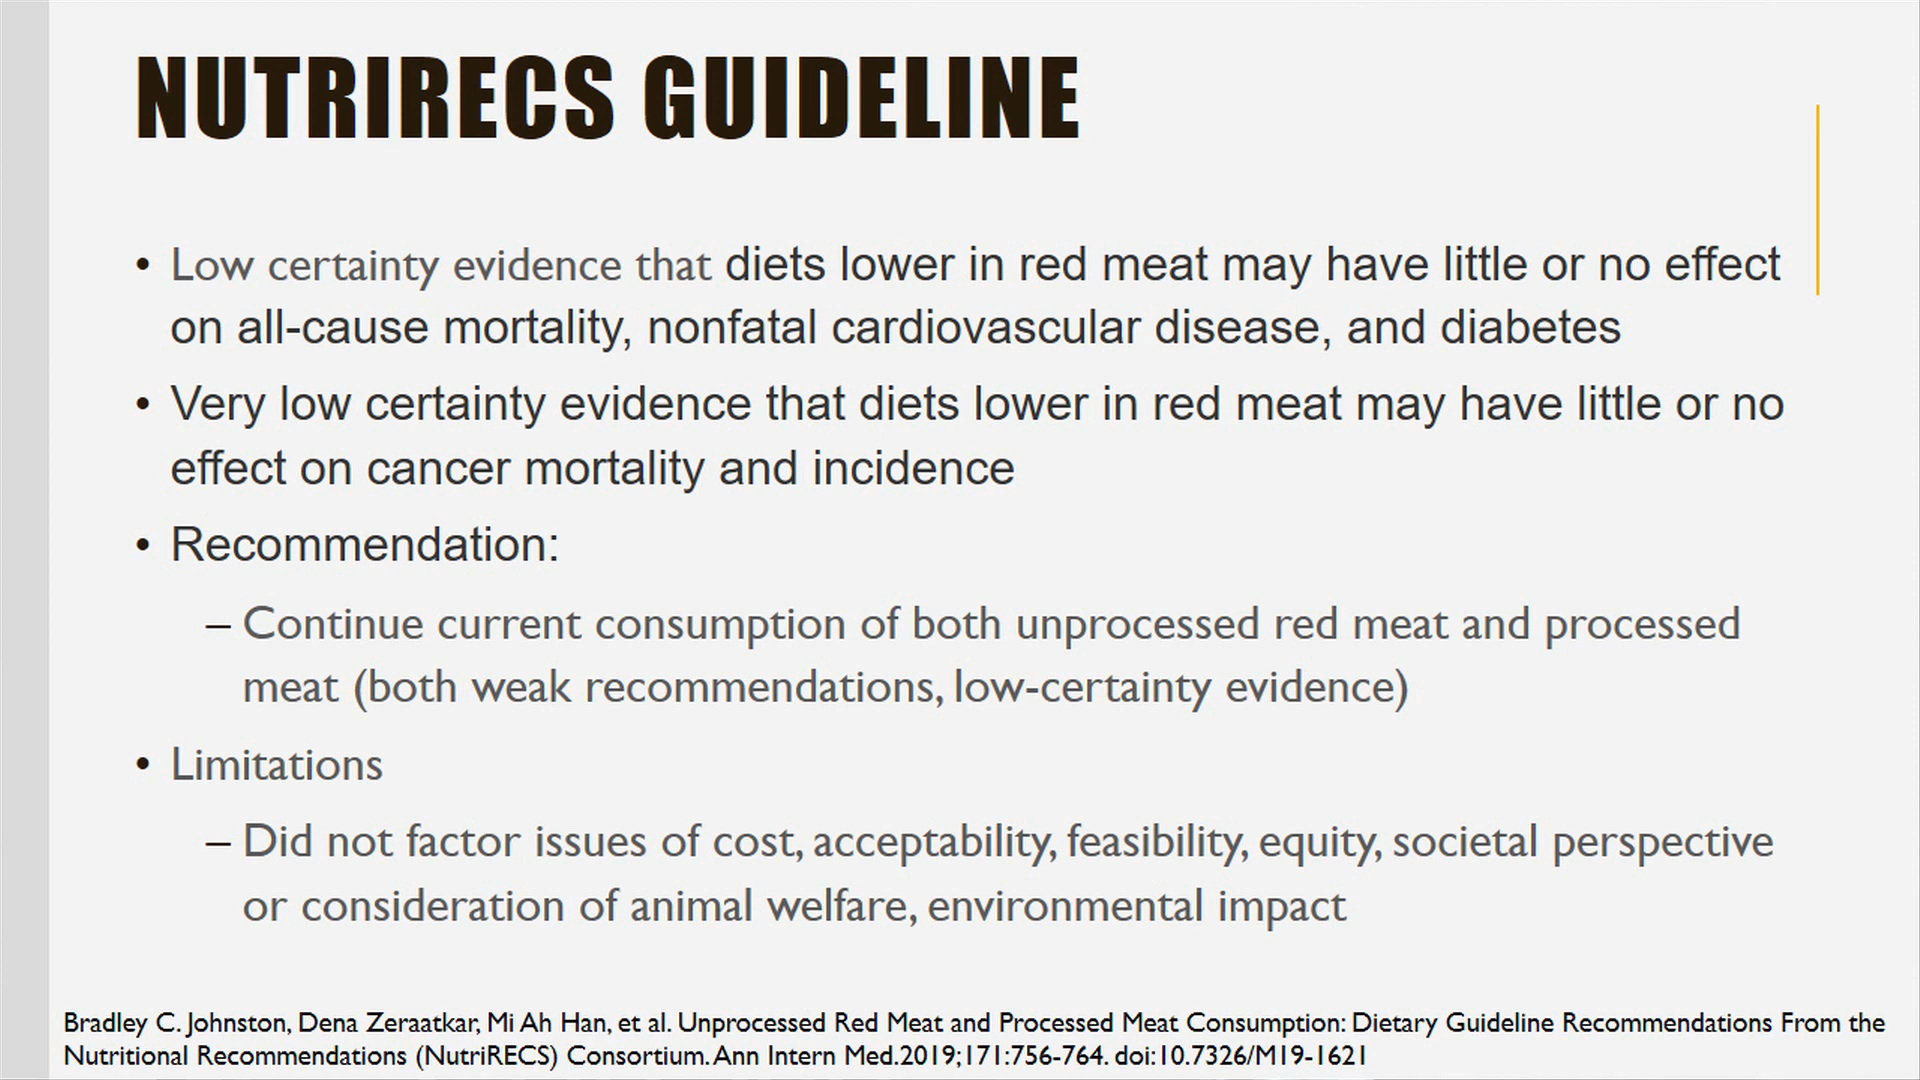 NUTRIRECS GUIDELINE
• Low certainty evidence that diets lower in red meat may have little or no effect
on all-cause mortality, nonfatal cardiovascular disease, and diabetes
• Very low certainty evidence that diets lower in red meat may have little or no
effect on cancer mortality and incidence
• Recommendation:
– Continue current consumption of both unprocessed red meat and processed
meat (both weak recommendations, low-certainty evidence)
• Limitations
– Did not factor issues of cost, acceptability, feasibility, equity, societal perspective
or consideration of animal welfare, environmental impact
Bradley C. Johnston, Dena Zeraatkar, Mi Ah Han, et al. Unprocessed Red Meat and Processed Meat Consumption: Dietary Guideline Recommendations From the
Nutritional Recommendations (NutriRECS) Consortium. Ann Intern Med.2019;171:756-764. doi:10.7326/M19-1621